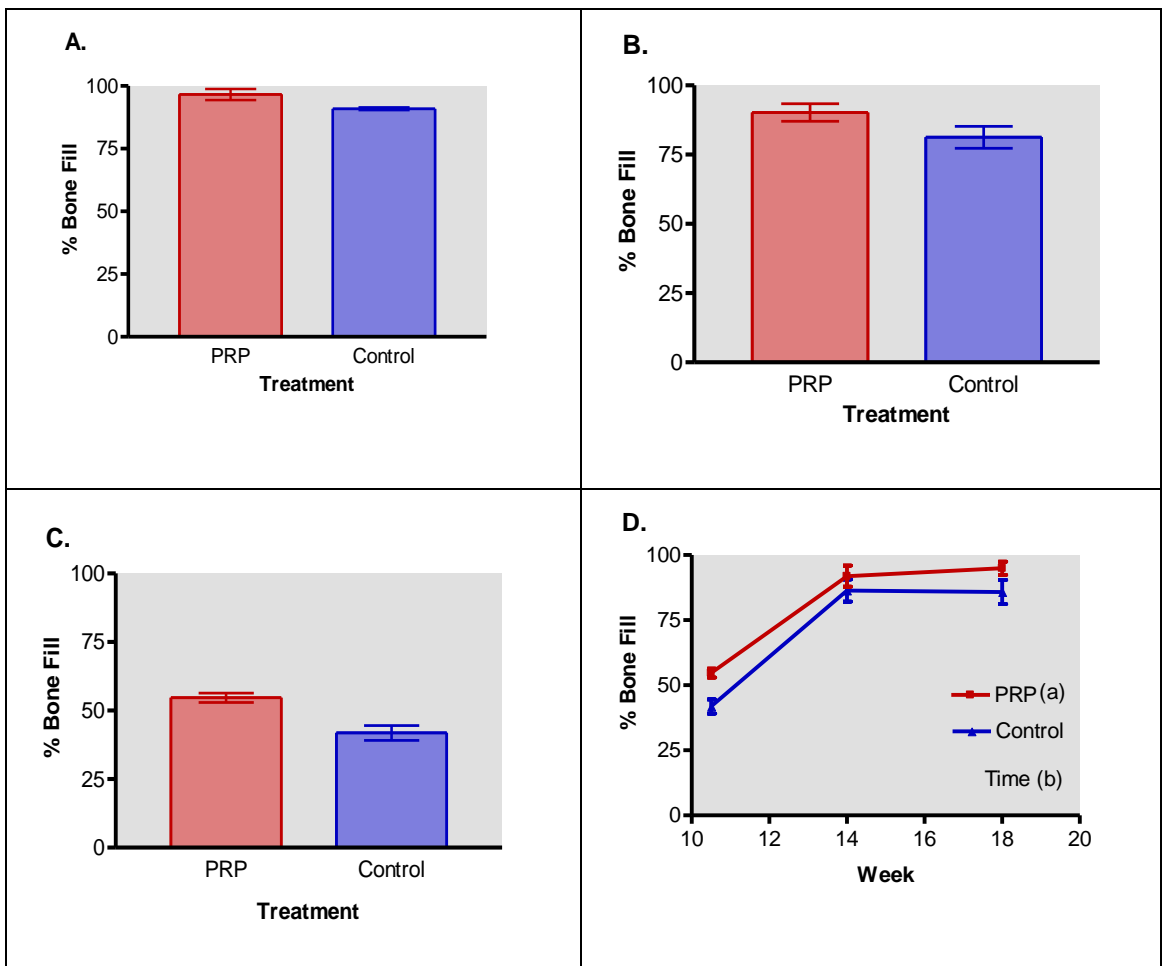 A.
100
75
50
25
0
% Bone Fill
PRP Control
Treatment
B.
100
75
50
25
0
% Bone Fill
PRP Control
Treatment
C.
100
75
50
25
0
% Bone Fill
PRP Control
Treatment
D.
100
75
50
25
0
% Bone Fill
PRP (a)
Control
Time (b)
10 12 14 16 18 20
Week